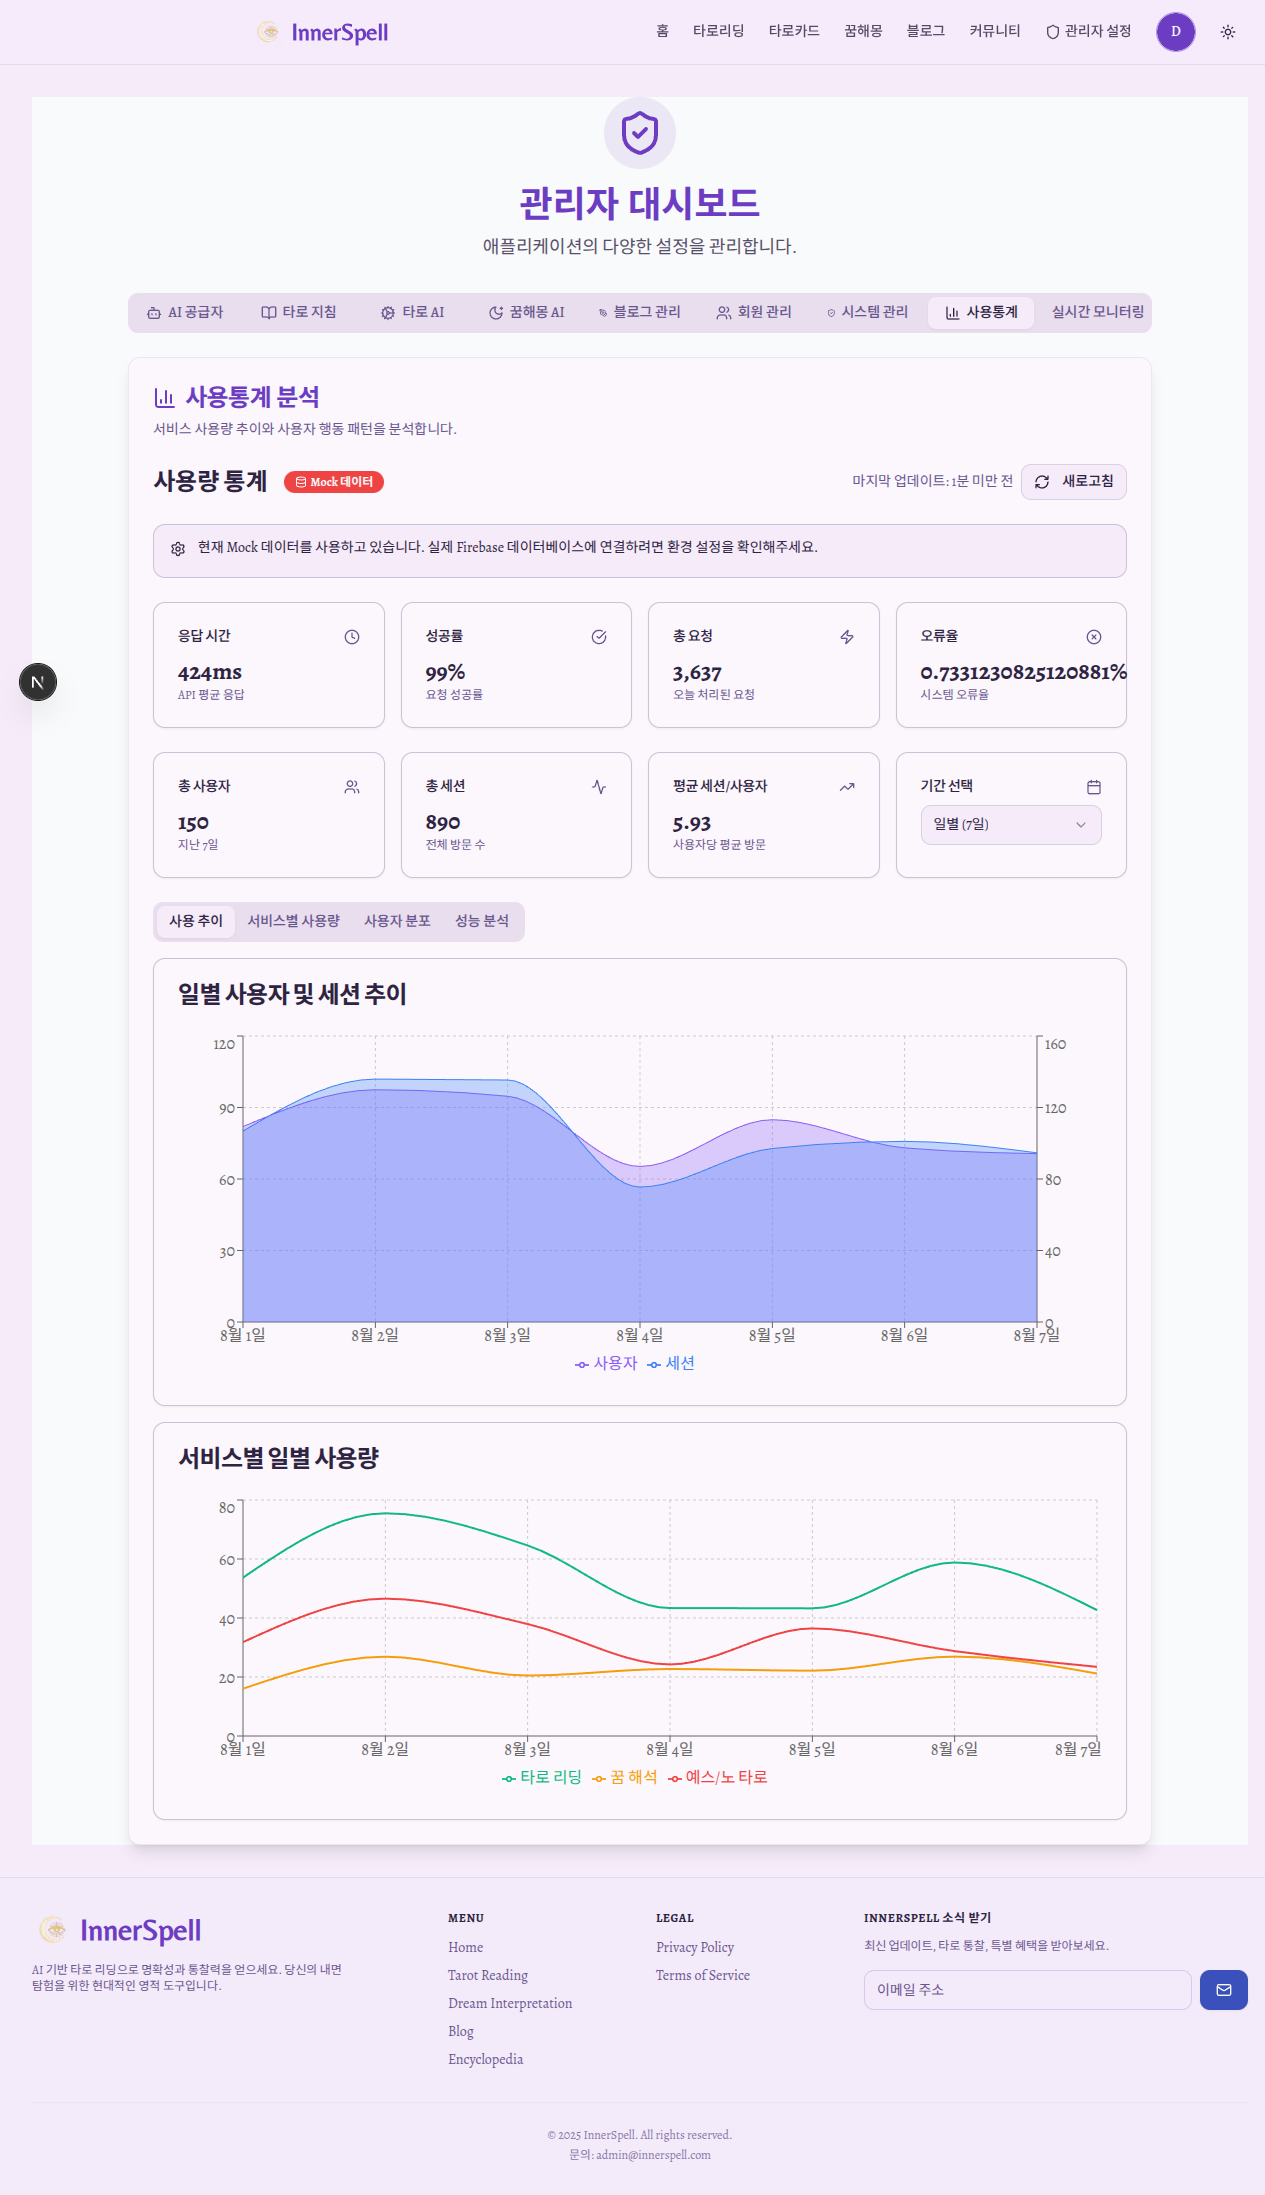 InnerSpell
홈 타로리딩 타로카드 꿈해몽 블로그 커뮤니티 관리자 설정 D
관리자 대시보드
애플리케이션의 다양한 설정을 관리합니다.
AI 공급자 타로 지침 타로 AI 꿈해몽 AI 블로그 관리 회원 관리 시스템 관리 사용통계 실시간 모니터링
사용통계 분석
서비스 사용량 추이와 사용자 행동 패턴을 분석합니다.
사용량 통계 Mock 데이터 마지막 업데이트: 1분 미만 전 새로고침
현재 Mock 데이터를 사용하고 있습니다. 실제 Firebase 데이터베이스에 연결하려면 환경 설정을 확인해주세요.
응답 시간 성공률 총 요청 오류율
424ms 99% 3,637 0.7331230825120881%
API 평균 응답 요청 성공률 오늘 처리된 요청 시스템 오류율
N
총 사용자 총 세션 평균 세션/사용자 기간 선택
150 890 5.93 일별 (7일)
지난 7일 전체 방문 수 사용자당 평균 방문
사용 추이 서비스별 사용량 사용자 분포 성능 분석
일별 사용자 및 세션 추이
120 160
90 120
60 80
30 40
0 0
8월 1일 8월 2일 8월 3일 8월 4일 8월 5일 8월 6일 8월 7일
사용자 세션
서비스별 일별 사용량
80
60
40
20
0
8월 1일 8월 2일 8월 3일 8월 4일 8월 5일 8월 6일 8월 7일
타로 리딩 꿈 해석 예스/노 타로
InnerSpell
AI 기반 타로 리딩으로 명확성과 통찰력을 얻으세요. 당신의 내면
탐험을 위한 현대적인 영적 도구입니다.
MENU
Home
Tarot Reading
Dream Interpretation
Blog
Encyclopedia
LEGAL
Privacy Policy
Terms of Service
INNERSPELL 소식 받기
최신 업데이트, 타로 통찰, 특별 혜택을 받아보세요.
이메일 주소
© 2025 InnerSpell. All rights reserved.
문의: admin@innerspell.com